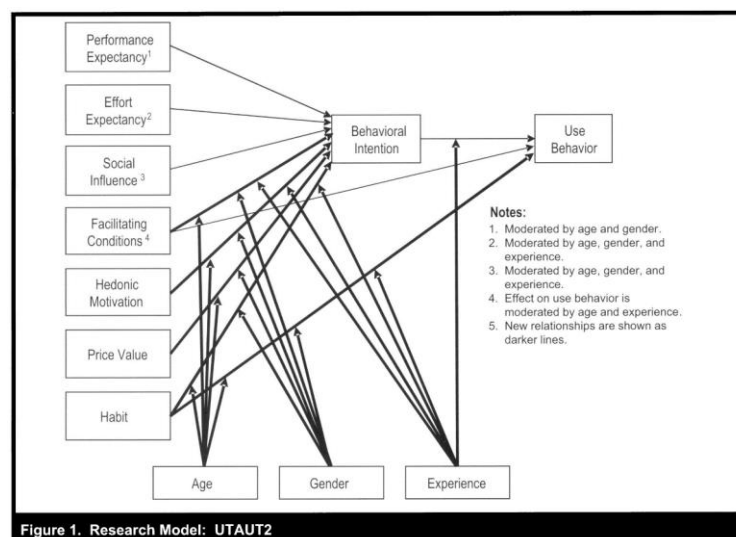 Performance
Expectancy1
Effort
Expectancy2
Social
Influence 3
Facilitating
Conditions 4
Hedonic
Motivation
Price Value
Habit
Behavioral
Intention
Use
Behavior
Notes:
1. Moderated by age and gender.
2. Moderated by age, gender, and
experience.
3. Moderated by age, gender, and
experience.
4. Effect on use behavior is
moderated by age and experience.
5. New relationships are shown as
darker lines.
Age
Gender
Experience
Figure 1. Research Model: UTAUT2